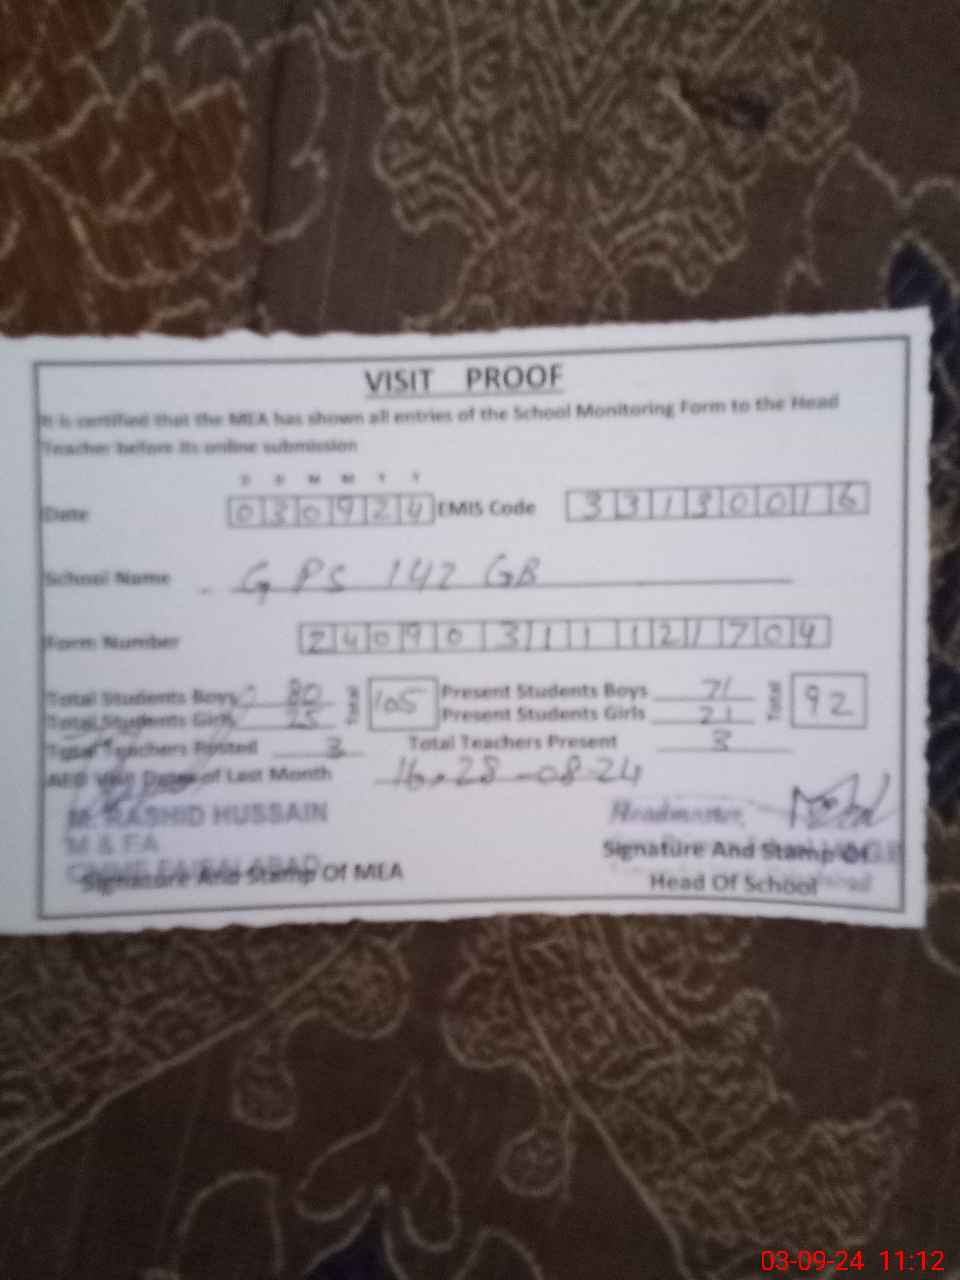 VISIT PROOF
It is certified that the MEA has shown all entries of the School Monitoring Form to the Head
Teacher before its online submission
D D M M Y Y
Date 030924 EMIS Code 33130016
School Name GPS 142 GB
Form Number 24090311121704
Total Students Boys 80 Total 105 Present Students Boys 71 Total 92
Total Students Girls 25 Present Students Girls 21
Total Teachers Posted 3 Total Teachers Present 3
AEO Visit Dates of Last Month 16,28-08-24
M. RASHID HUSSAIN Headmaster
M & EA
Signature And Stamp Of MEA Signature And Stamp Of
Head Of School
03-09-24 11:12